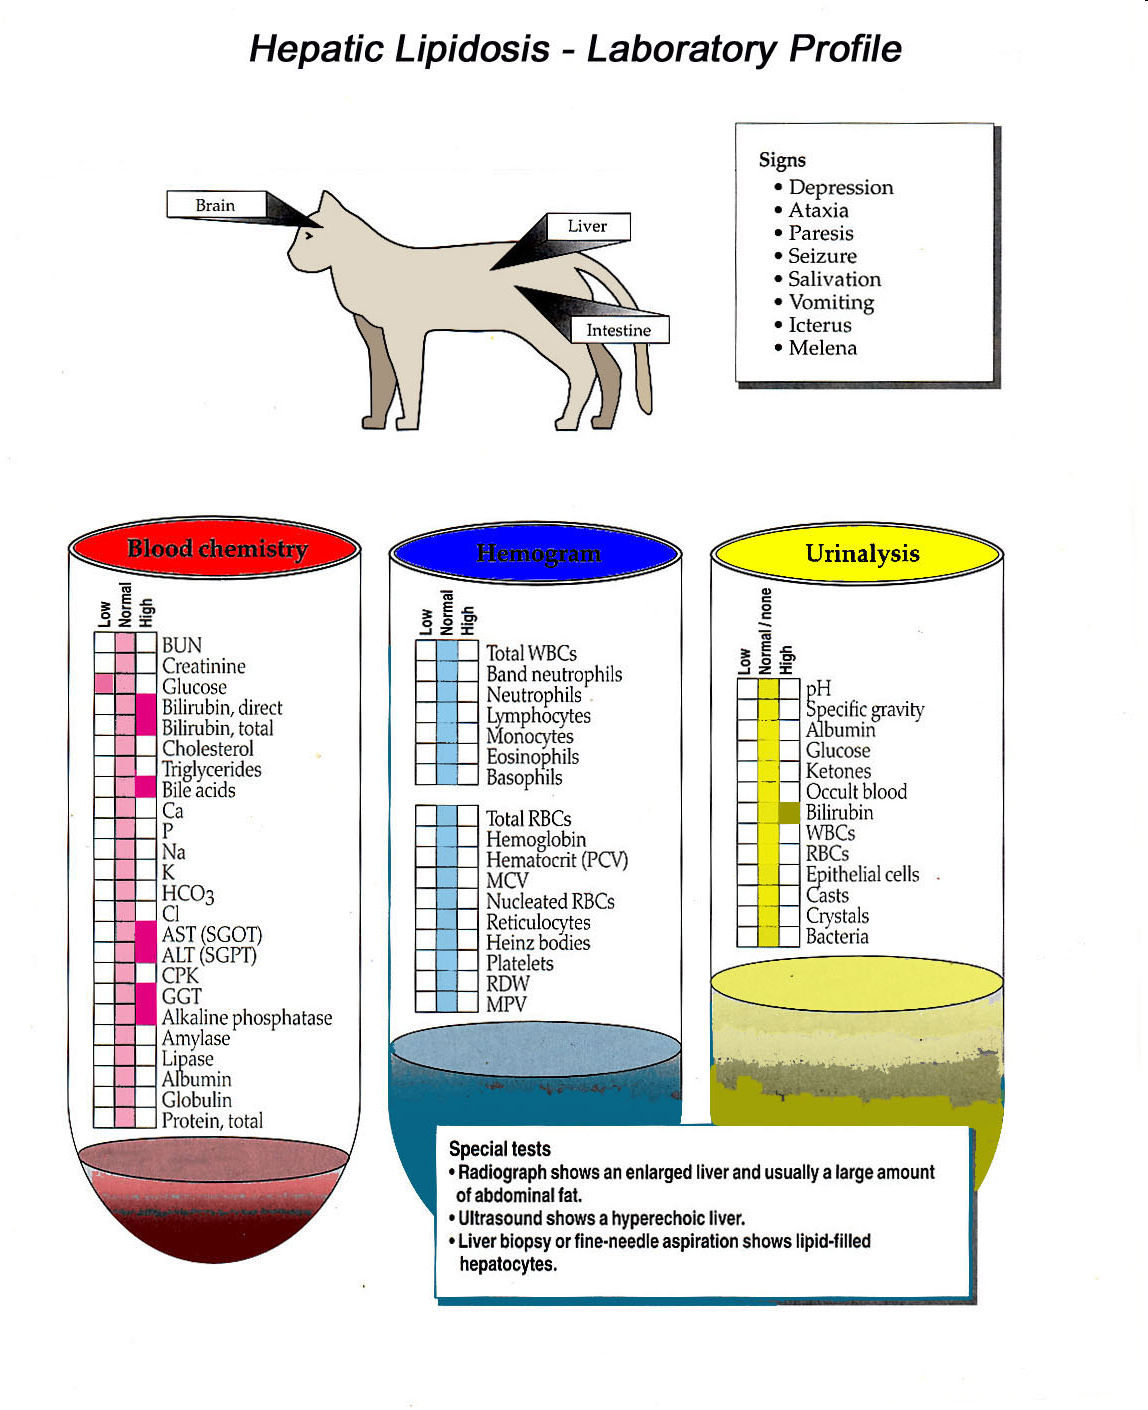 Hepatic Lipidosis - Laboratory Profile
Brain
Liver
Intestine
Signs
• Depression
• Ataxia
• Paresis
• Seizure
• Salivation
• Vomiting
• Icterus
• Melena
Blood chemistry
Low
Normal
High
BUN
Creatinine
Glucose
Bilirubin, direct
Bilirubin, total
Cholesterol
Triglycerides
Bile acids
Ca
P
Na
K
HCO3
Cl
AST (SGOT)
ALT (SGPT)
CPK
GGT
Alkaline phosphatase
Amylase
Lipase
Albumin
Globulin
Protein, total
Hemogram
Low
Normal
High
Total WBCs
Band neutrophils
Neutrophils
Lymphocytes
Monocytes
Eosinophils
Basophils
Total RBCs
Hemoglobin
Hematocrit (PCV)
MCV
Nucleated RBCs
Reticulocytes
Heinz bodies
Platelets
RDW
MPV
Urinalysis
Low
Normal / none
High
pH
Specific gravity
Albumin
Glucose
Ketones
Occult blood
Bilirubin
WBCs
RBCs
Epithelial cells
Casts
Crystals
Bacteria
Special tests
• Radiograph shows an enlarged liver and usually a large amount
of abdominal fat.
• Ultrasound shows a hyperechoic liver.
• Liver biopsy or fine-needle aspiration shows lipid-filled
hepatocytes.